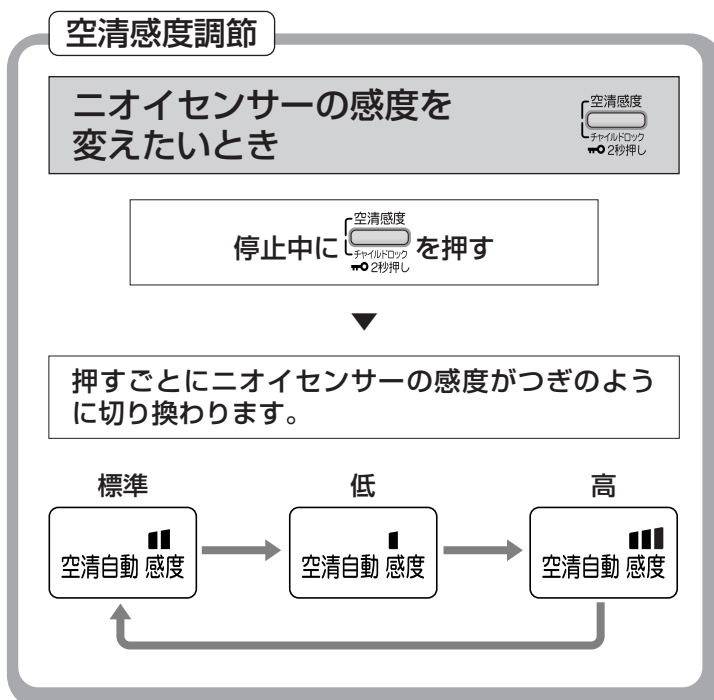 空清感度調節
ニオイセンサーの感度を
変えたいとき
空清感度
チャイルドロック
2秒押し
停止中に
空清感度
チャイルドロック
2秒押し
を押す
押すごとにニオイセンサーの感度がつぎのよう
に切り換わります。
標準
低
高
空清自動 感度
空清自動 感度
空清自動 感度